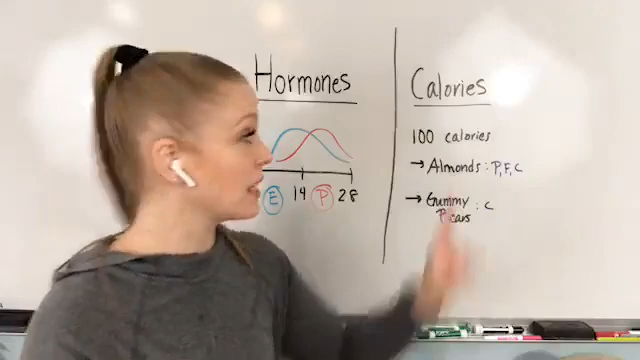 Hormones
E 14 P 28
Calories
100 calories
→ Almonds : P, F, C
→ Gummy : C
Bears